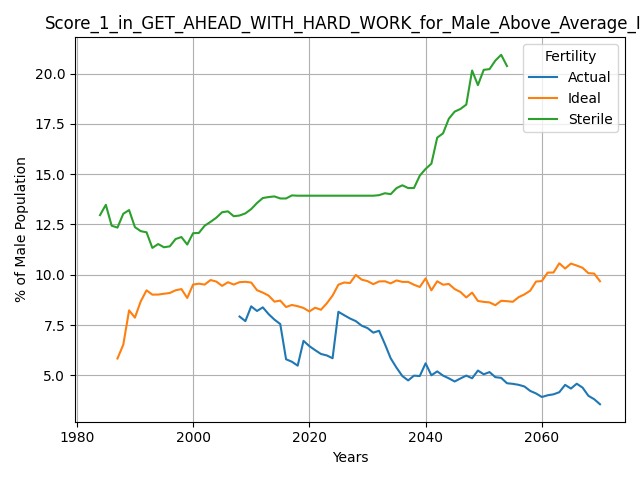 Score_1_in_GET_AHEAD_WITH_HARD_WORK_for_Male_Above_Average_I
Fertility
Actual
Ideal
Sterile
20.0
17.5
15.0
12.5
10.0
7.5
5.0
% of Male Population
1980
2000
2020
2040
2060
Years